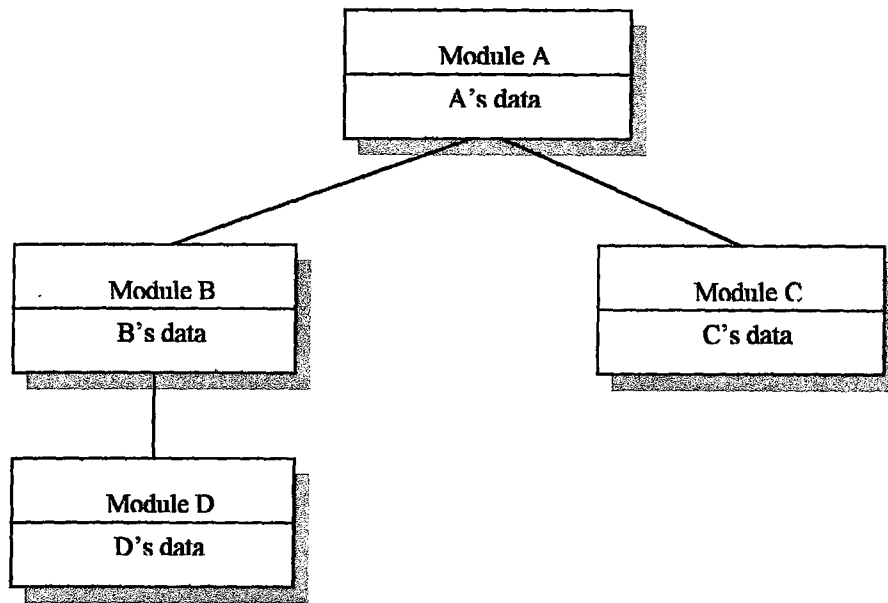 Module A
A's data
Module B
B's data
Module C
C's data
Module D
D's data